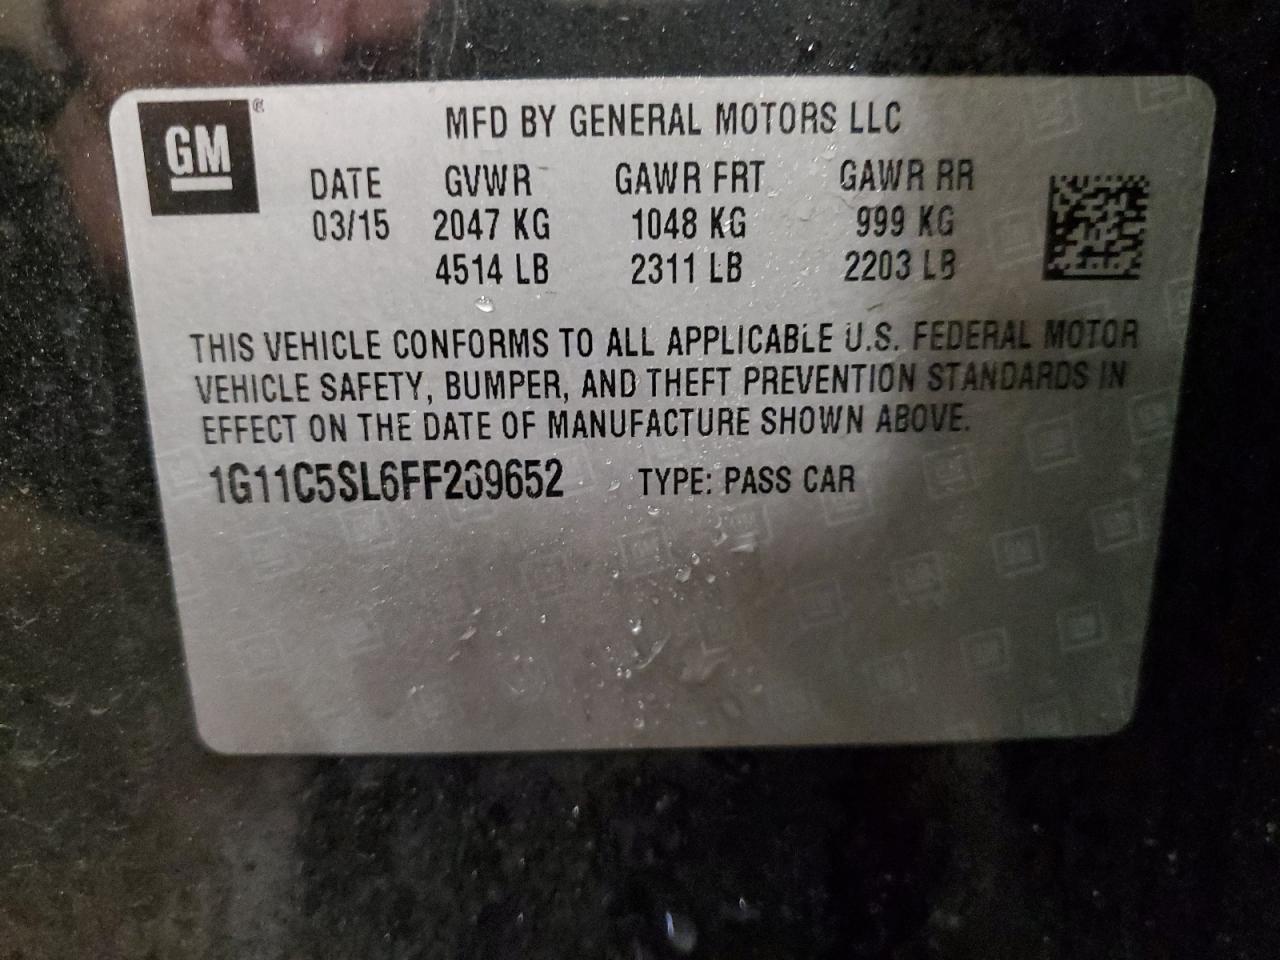 GM ®
MFD BY GENERAL MOTORS LLC
DATE GVWR GAWR FRT GAWR RR
03/15 2047 KG 1048 KG 999 KG
4514 LB 2311 LB 2203 LB
THIS VEHICLE CONFORMS TO ALL APPLICABLE U.S. FEDERAL MOTOR
VEHICLE SAFETY, BUMPER, AND THEFT PREVENTION STANDARDS IN
EFFECT ON THE DATE OF MANUFACTURE SHOWN ABOVE.
1G11C5SL6FF269652 TYPE: PASS CAR